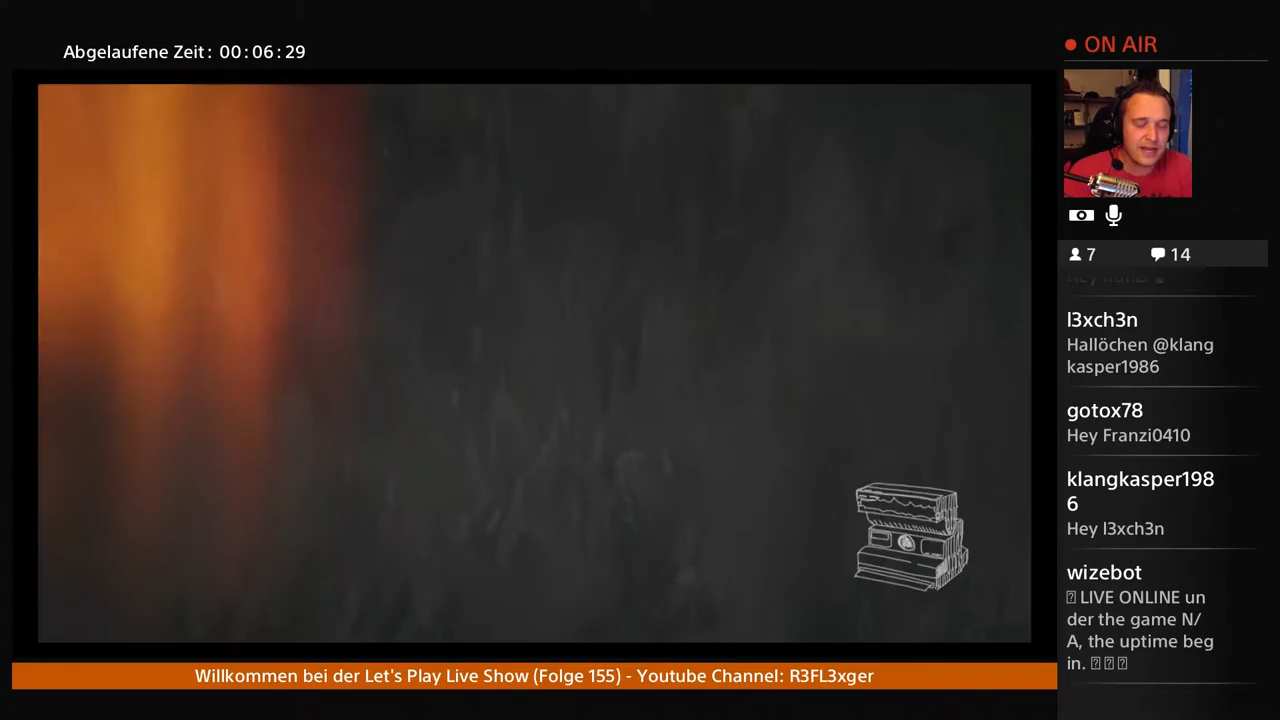 Abgelaufene Zeit: 00:06:29
ON AIR
7
14
Hey franzi
l3xch3n
Hallöchen @klang
kasper1986
gotox78
Hey Franzi0410
klangkasper198
6
Hey l3xch3n
wizebot
LIVE ONLINE un
der the game N/
A, the uptime beg
in.
Willkommen bei der Let's Play Live Show (Folge 155) - Youtube Channel: R3FL3xger